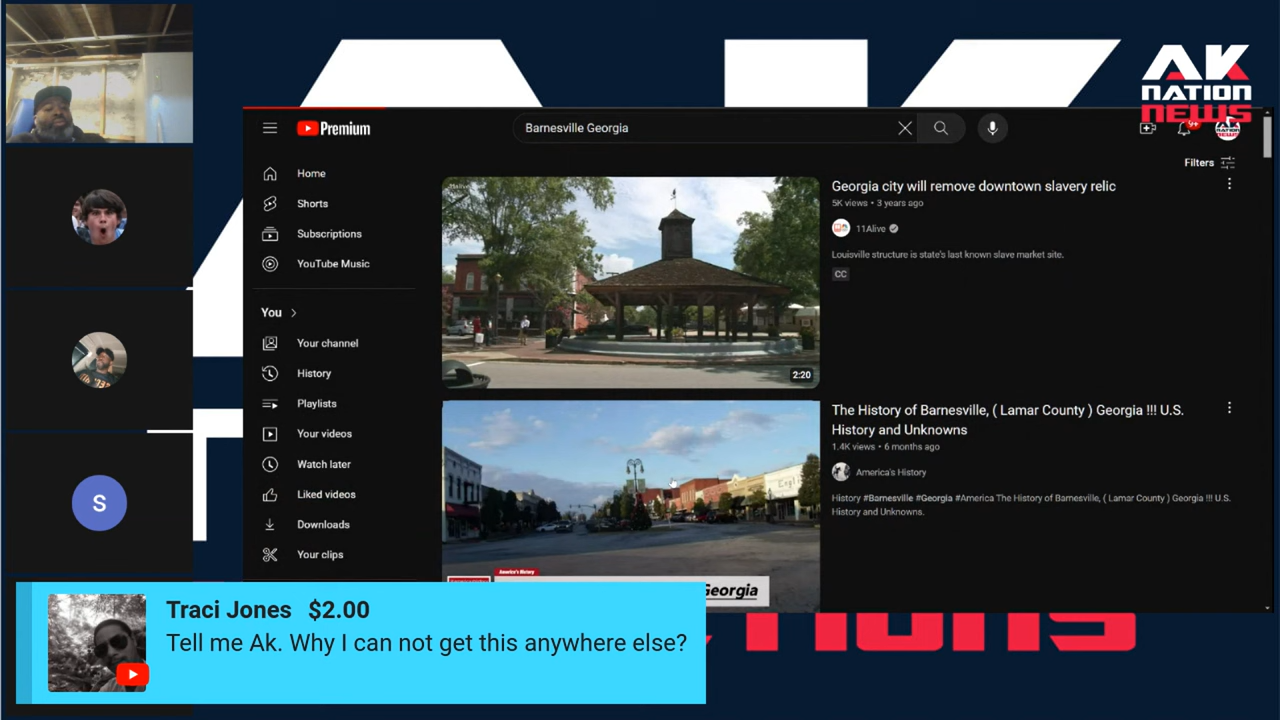 AK
NATION
NEWS
Premium
Barnesville Georgia
9+
Filters
Home
Shorts
Subscriptions
YouTube Music
You
Your channel
History
Playlists
Your videos
Watch later
Liked videos
Downloads
Your clips
2:20
Georgia city will remove downtown slavery relic
5K views • 3 years ago
11Alive
Louisville structure is state's last known slave market site.
CC
The History of Barnesville, ( Lamar County ) Georgia !!! U.S.
History and Unknowns
1.4K views • 6 months ago
America's History
History #Barnesville #Georgia #America The History of Barnesville, ( Lamar County ) Georgia !!! U.S.
History and Unknowns.
America's History
Georgia
S
Traci Jones $2.00
Tell me Ak. Why I can not get this anywhere else?